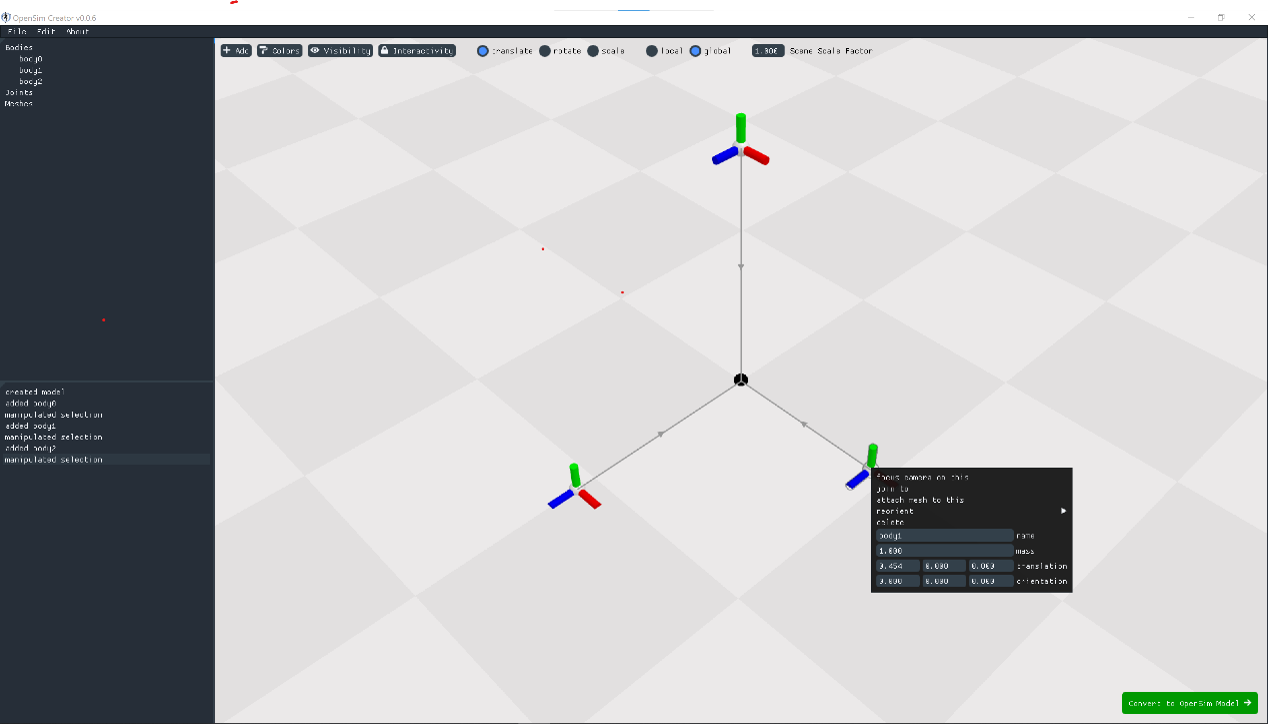 OpenSim Creator v0.0.6
File Edit About
Bodies
body0
body1
body2
Joints
Meshes
created model
added body0
manipulated selection
added body1
manipulated selection
added body2
manipulated selection
+ Add Colors Visibility Interactivity translate rotate scale local global 1.000 Scene Scale Factor
focus camera on this
join to
attach mesh to this
reorient
delete
body1 name
1.000 mass
0.454 0.000 0.000 translation
0.000 0.000 0.000 orientation
Convert to OpenSim Model →